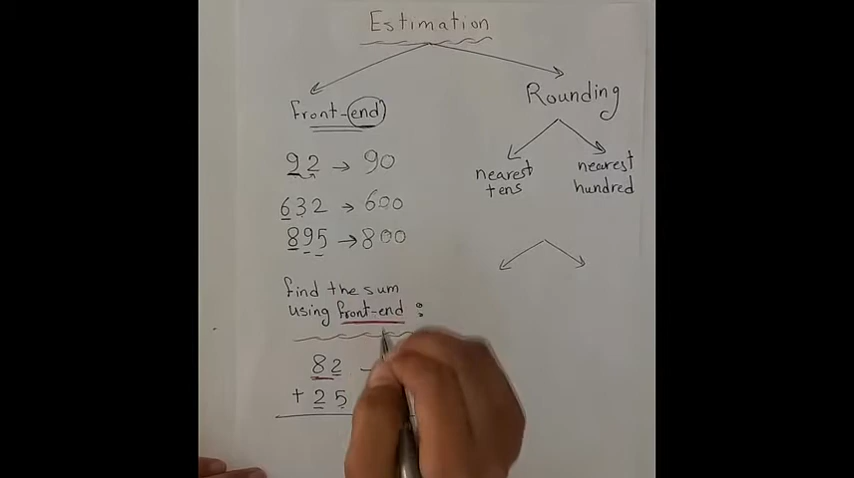 Estimation
front-end
92 → 90
632 → 600
895 → 800
find the sum
using front-end :
82 →
+ 25
Rounding
nearest
tens
nearest
hundred